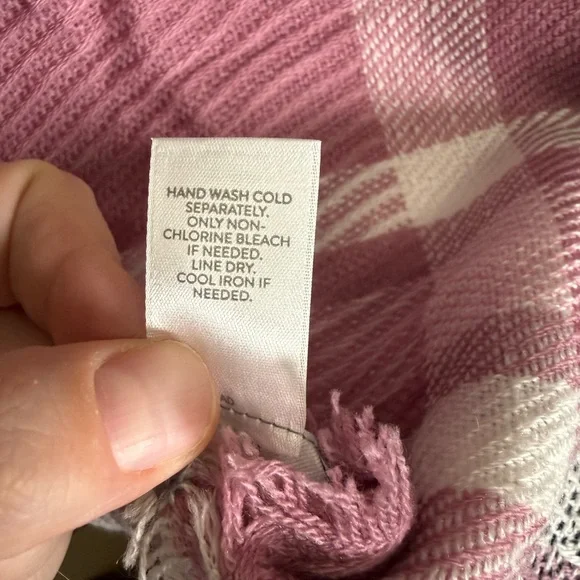 HAND WASH COLD
SEPARATELY.
ONLY NON-
CHLORINE BLEACH
IF NEEDED.
LINE DRY.
COOL IRON IF
NEEDED.